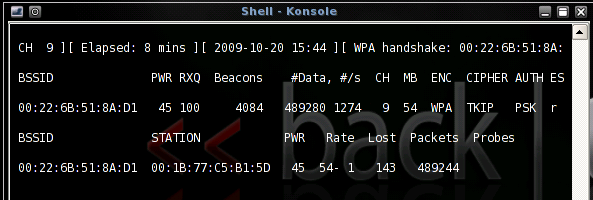 Shell - Konsole
CH  9 ][ Elapsed: 8 mins ][ 2009-10-20 15:44 ][ WPA handshake: 00:22:6B:51:8A:
BSSID              PWR RXQ  Beacons    #Data, #/s  CH  MB  ENC  CIPHER AUTH ES
00:22:6B:51:8A:D1   45 100     4084   489280 1274   9  54  WPA  TKIP   PSK  r
BSSID              STATION            PWR   Rate  Lost  Packets  Probes
00:22:6B:51:8A:D1  00:1B:77:C5:B1:5D   45  54- 1   143   489244
<< back |